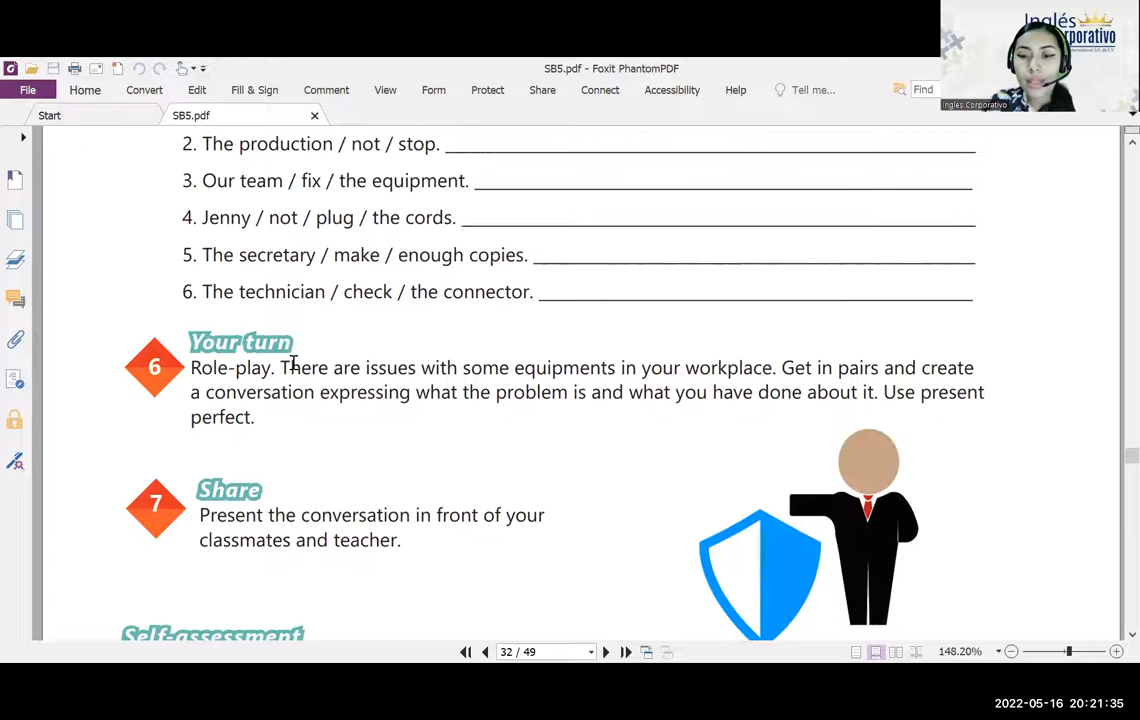 Inglés
Corporativo
Ingles Corporativo
SB5.pdf - Foxit PhantomPDF
File Home Convert Edit Fill & Sign Comment View Form Protect Share Connect Accessibility Help Tell me... Find
Start SB5.pdf
2. The production / not / stop.
3. Our team / fix / the equipment.
4. Jenny / not / plug / the cords.
5. The secretary / make / enough copies.
6. The technician / check / the connector.
Your turn
6
Role-play. There are issues with some equipments in your workplace. Get in pairs and create
a conversation expressing what the problem is and what you have done about it. Use present
perfect.
Share
7
Present the conversation in front of your
classmates and teacher.
Self-assessment
32 / 49
148.20%
2022-05-16 20:21:35